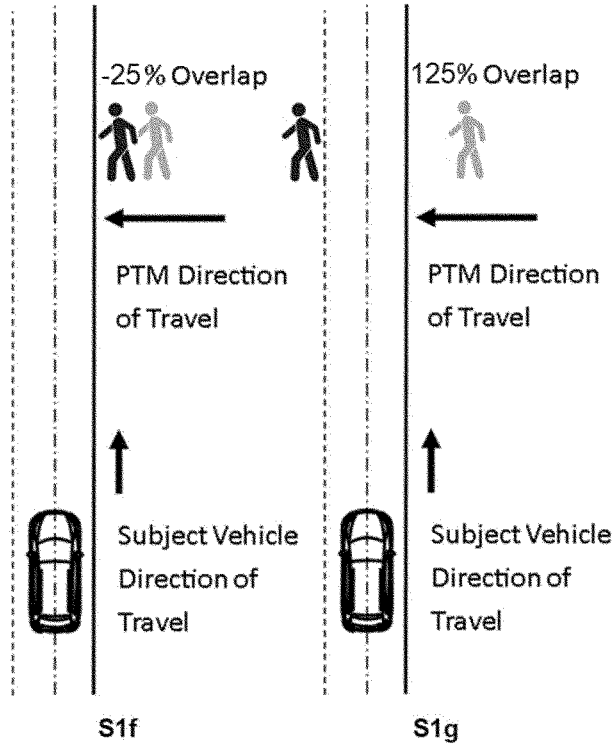 -25% Overlap
PTM Direction
of Travel
Subject Vehicle
Direction of
Travel
S1f
125% Overlap
PTM Direction
of Travel
Subject Vehicle
Direction of
Travel
S1g